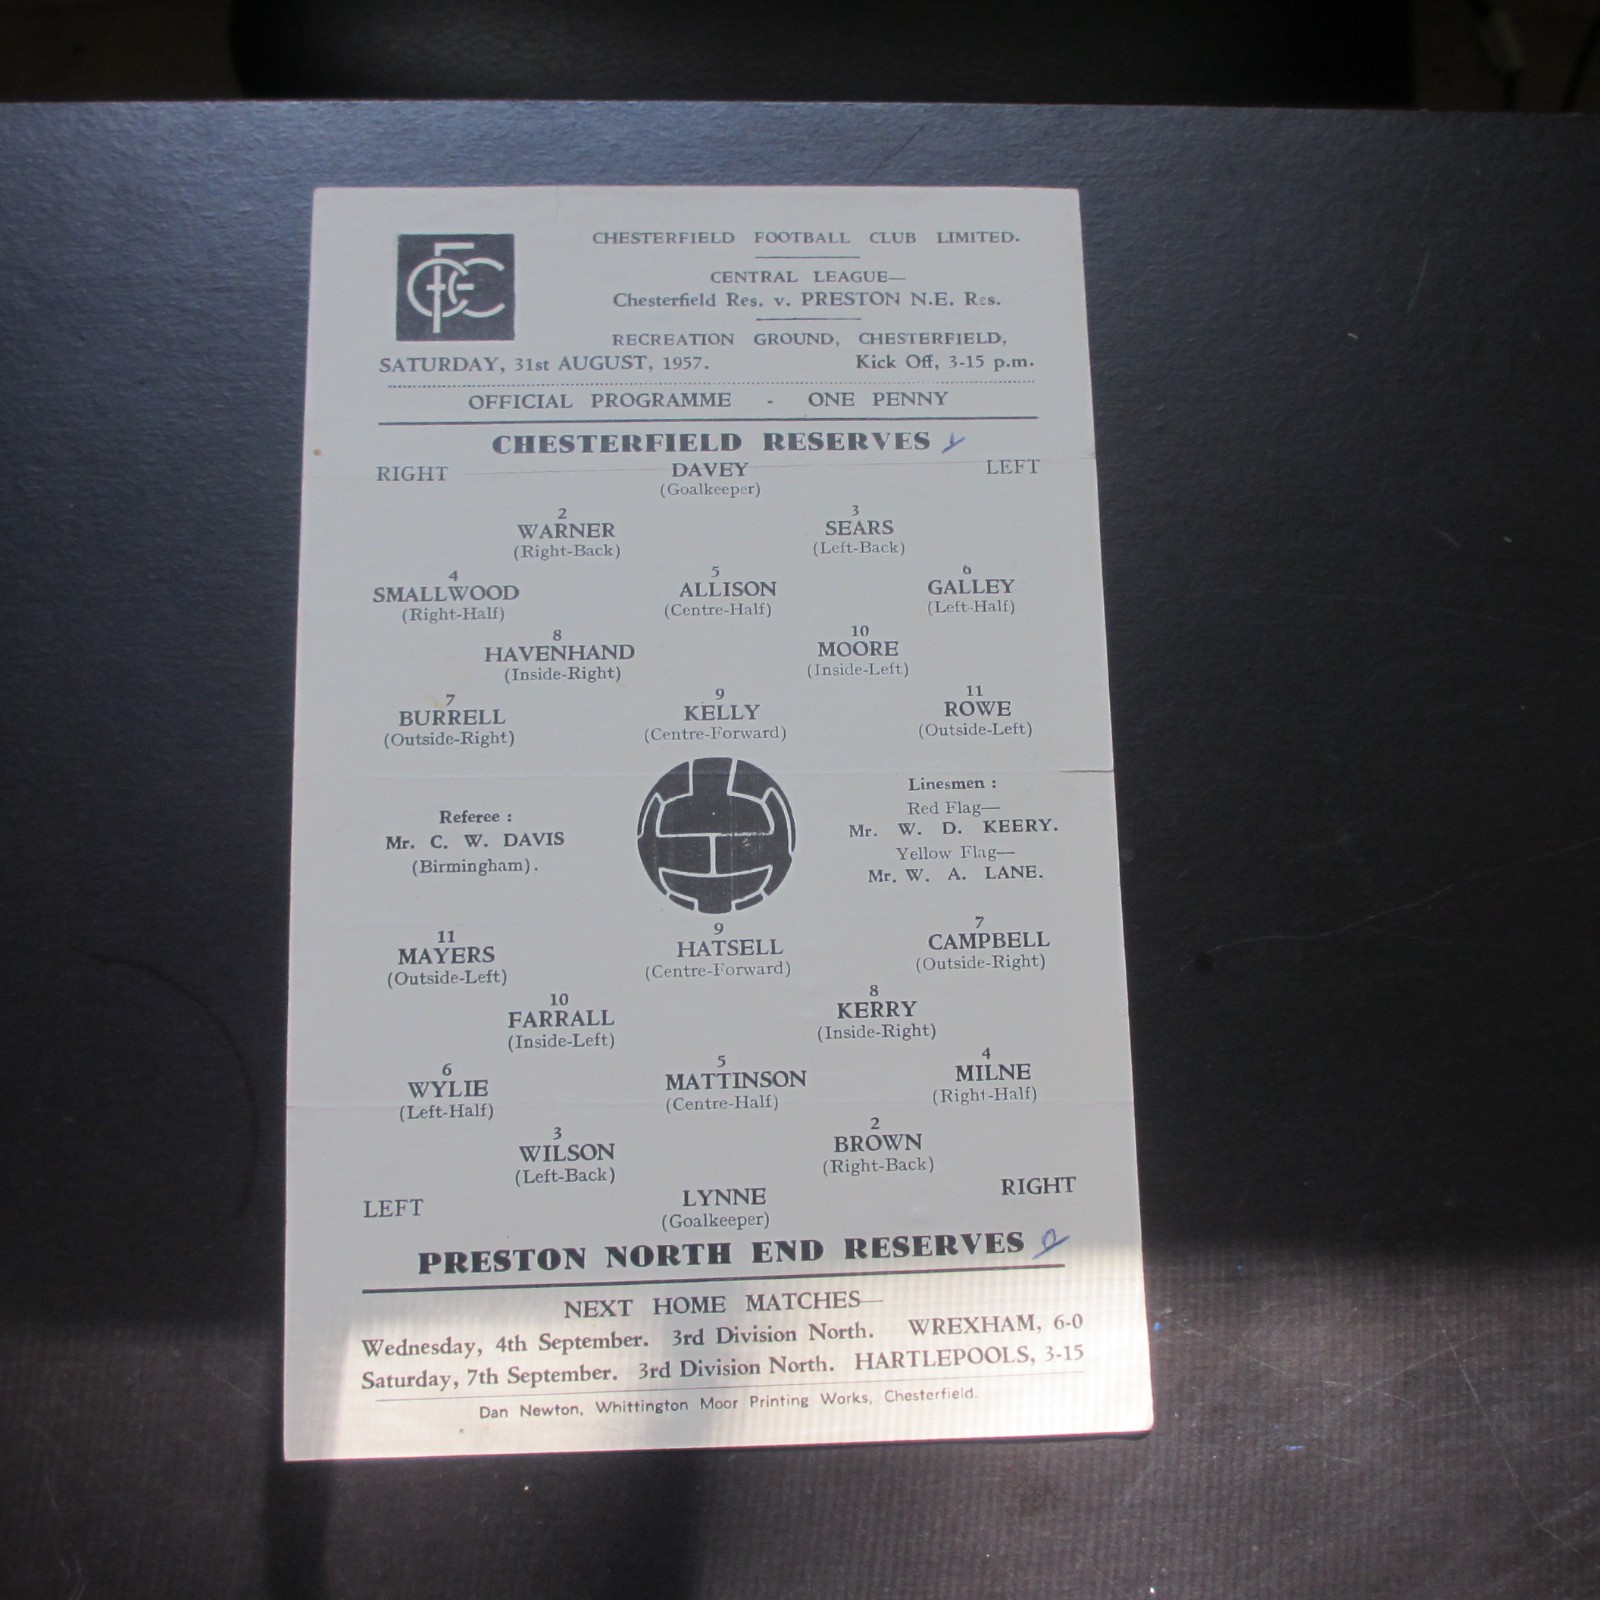 CFC
CHESTERFIELD FOOTBALL CLUB LIMITED.
CENTRAL LEAGUE—
Chesterfield Res. v. PRESTON N.E. Res.
RECREATION GROUND, CHESTERFIELD,
SATURDAY, 31st AUGUST, 1957. Kick Off, 3-15 p.m.
OFFICIAL PROGRAMME - ONE PENNY
CHESTERFIELD RESERVES
RIGHT DAVEY LEFT
(Goalkeeper)
2 3
WARNER SEARS
(Right-Back) (Left-Back)
4 5 6
SMALLWOOD ALLISON GALLEY
(Right-Half) (Centre-Half) (Left-Half)
8 10
HAVENHAND MOORE
(Inside-Right) (Inside-Left)
7 9 11
BURRELL KELLY ROWE
(Outside-Right) (Centre-Forward) (Outside-Left)
Referee :
Mr. C. W. DAVIS
(Birmingham).
Linesmen :
Red Flag—
Mr. W. D. KEERY.
Yellow Flag—
Mr. W. A. LANE.
11 9 7
MAYERS HATSELL CAMPBELL
(Outside-Left) (Centre-Forward) (Outside-Right)
10 8
FARRALL KERRY
(Inside-Left) (Inside-Right)
6 5 4
WYLIE MATTINSON MILNE
(Left-Half) (Centre-Half) (Right-Half)
3 2
WILSON BROWN
(Left-Back) (Right-Back)
LEFT LYNNE RIGHT
(Goalkeeper)
PRESTON NORTH END RESERVES
NEXT HOME MATCHES—
Wednesday, 4th September. 3rd Division North. WREXHAM, 6-0
Saturday, 7th September. 3rd Division North. HARTLEPOOLS, 3-15
Dan Newton, Whittington Moor Printing Works, Chesterfield.